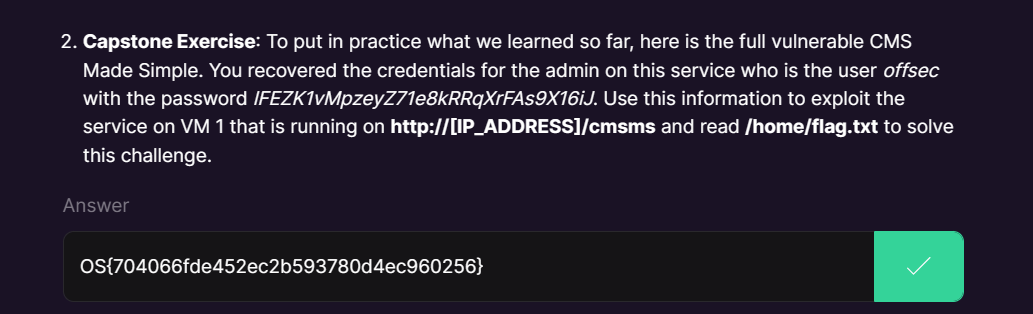 2. Capstone Exercise: To put in practice what we learned so far, here is the full vulnerable CMS
Made Simple. You recovered the credentials for the admin on this service who is the user offsec
with the password IFEZK1vMpzeyZ71e8kRRqXrFAs9X16iJ. Use this information to exploit the
service on VM 1 that is running on http://[IP_ADDRESS]/cmsms and read /home/flag.txt to solve
this challenge.
Answer
OS{704066fde452ec2b593780d4ec960256}